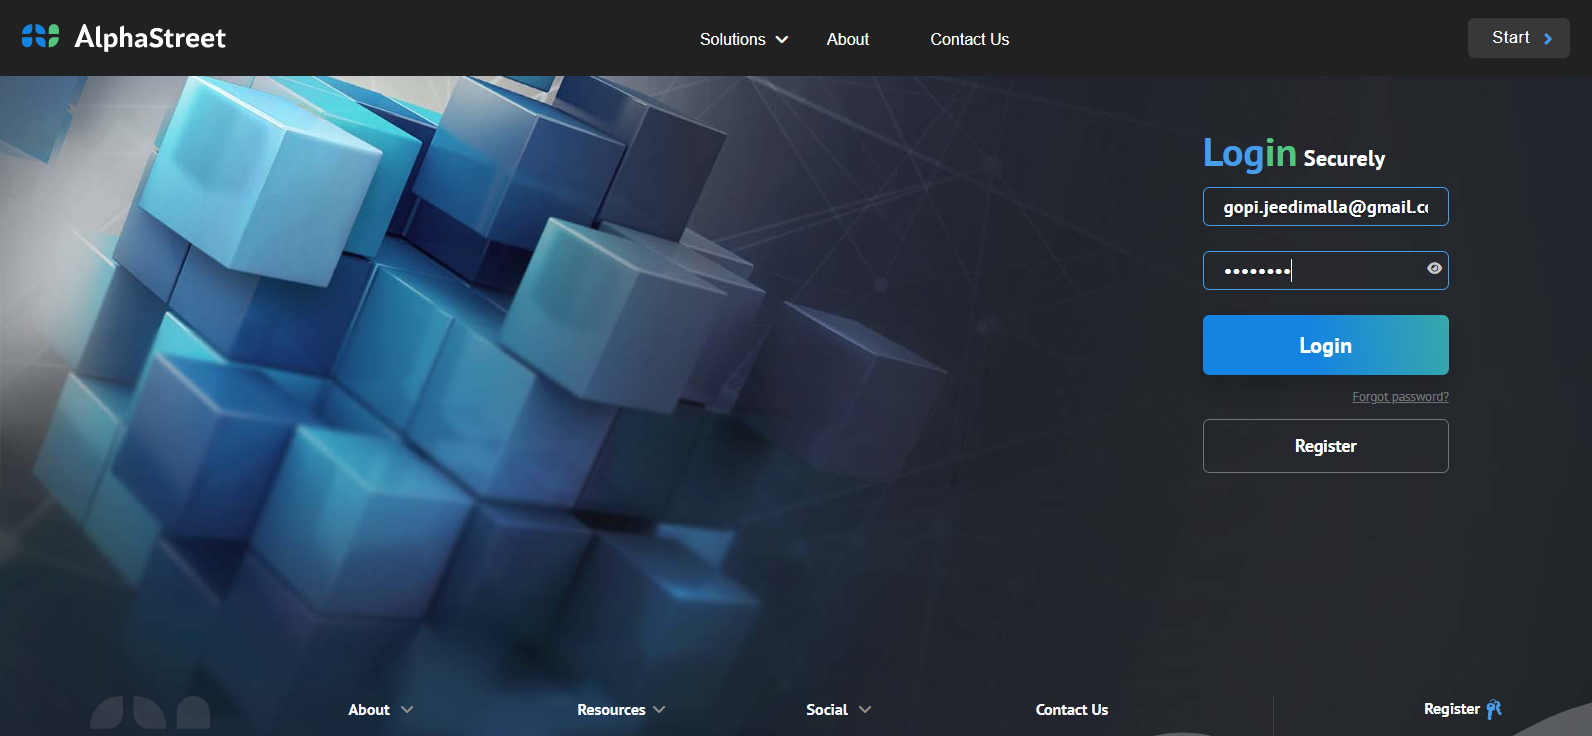 AlphaStreet
Solutions
About
Contact Us
Start
Login Securely
gopi.jeedimalla@gmail.co
••••••••
Login
Forgot password?
Register
About
Resources
Social
Contact Us
Register